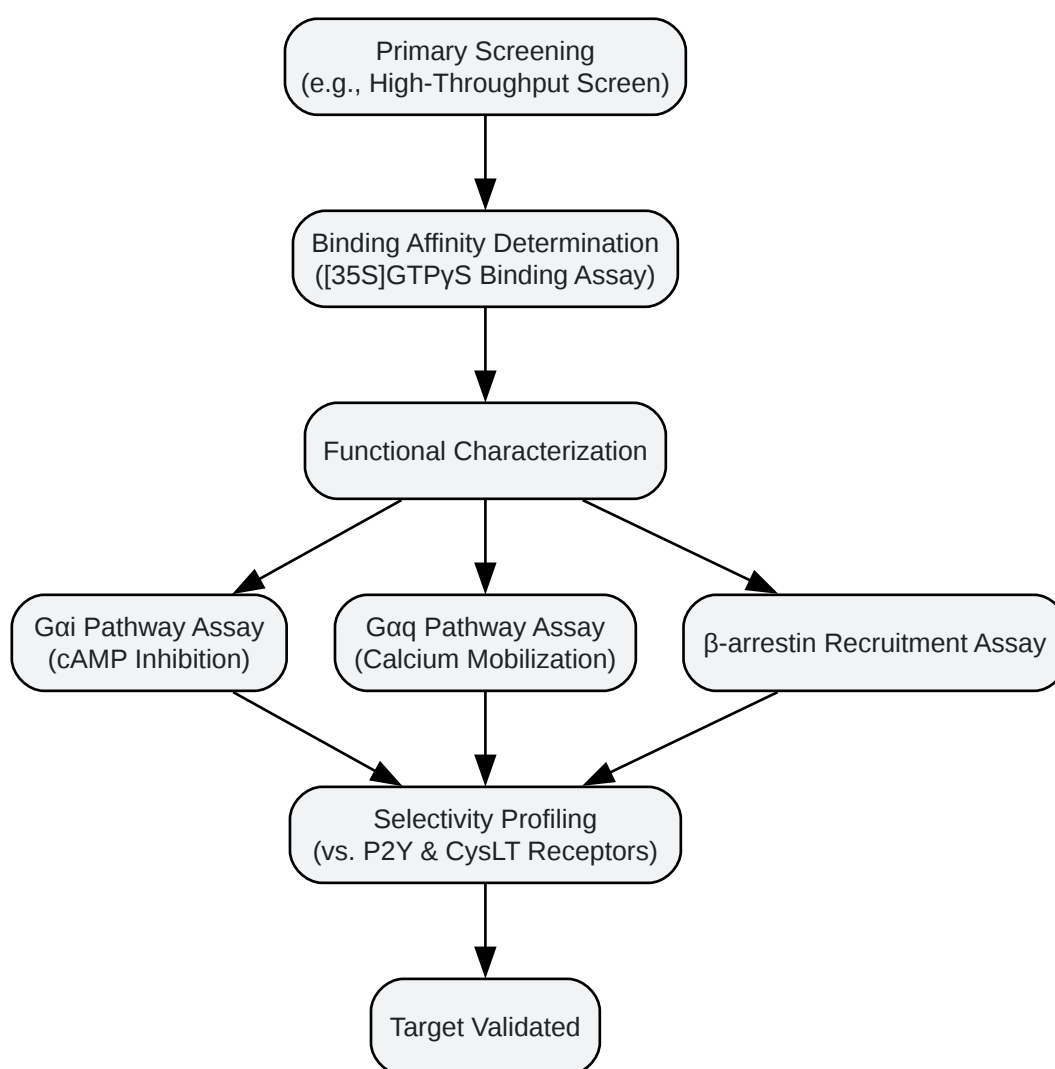 Primary Screening
(e.g., High-Throughput Screen)
Binding Affinity Determination
([35S]GTPγS Binding Assay)
Functional Characterization
Gαi Pathway Assay
(cAMP Inhibition)
Gαq Pathway Assay
(Calcium Mobilization)
β-arrestin Recruitment Assay
Selectivity Profiling
(vs. P2Y & CysLT Receptors)
Target Validated